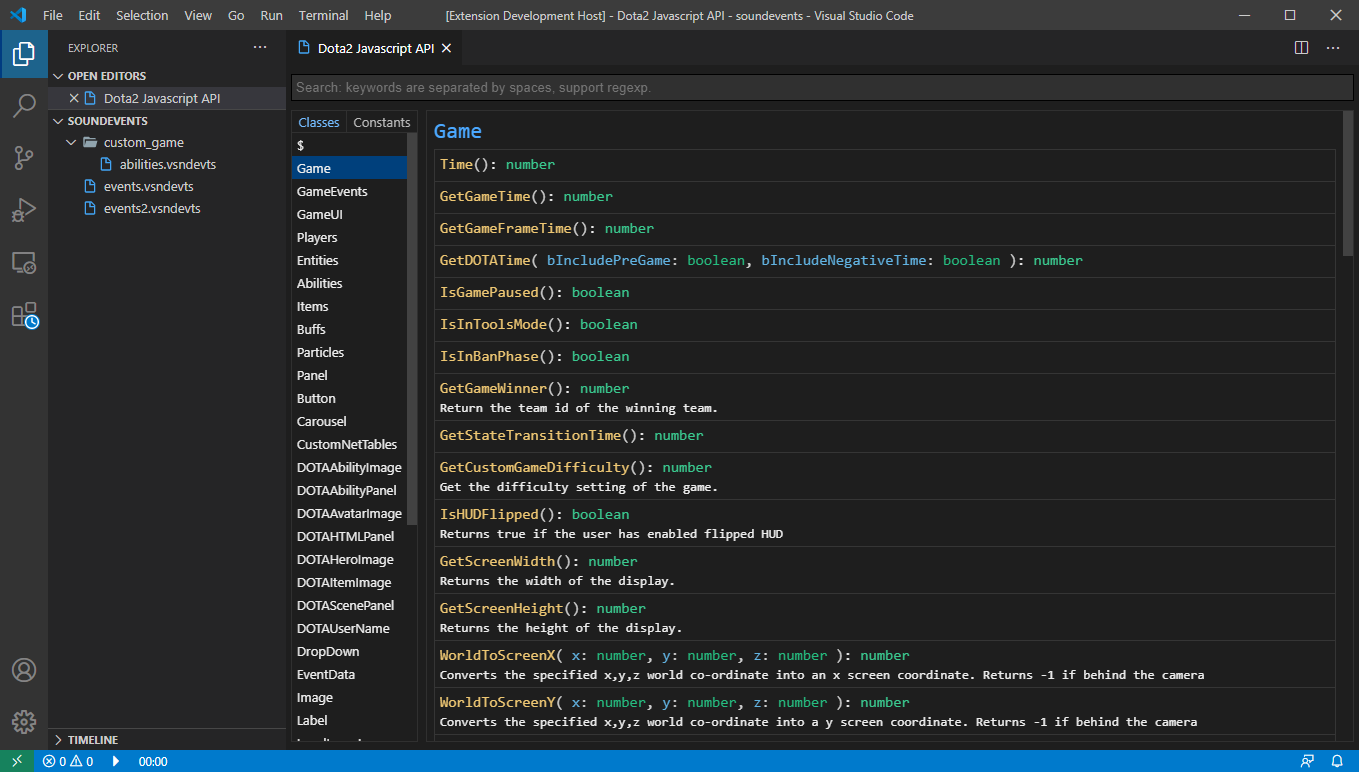 File Edit Selection View Go Run Terminal Help [Extension Development Host] - Dota2 Javascript API - soundevents - Visual Studio Code
EXPLORER
OPEN EDITORS
Dota2 Javascript API
SOUNDEVENTS
custom_game
abilities.vsndevts
events.vsndevts
events2.vsndevts
TIMELINE
Dota2 Javascript API
Search: keywords are separated by spaces, support regexp.
Classes Constants
$
Game
GameEvents
GameUI
Players
Entities
Abilities
Items
Buffs
Particles
Panel
Button
Carousel
CustomNetTables
DOTAAbilityImage
DOTAAbilityPanel
DOTAAvatarImage
DOTAHTMLPanel
DOTAHeroImage
DOTAItemImage
DOTAScenePanel
DOTAUserName
DropDown
EventData
Image
Label
Game
Time(): number
GetGameTime(): number
GetGameFrameTime(): number
GetDOTATime( bIncludePreGame: boolean, bIncludeNegativeTime: boolean ): number
IsGamePaused(): boolean
IsInToolsMode(): boolean
IsInBanPhase(): boolean
GetGameWinner(): number
Return the team id of the winning team.
GetStateTransitionTime(): number
GetCustomGameDifficulty(): number
Get the difficulty setting of the game.
IsHUDFlipped(): boolean
Returns true if the user has enabled flipped HUD
GetScreenWidth(): number
Returns the width of the display.
GetScreenHeight(): number
Returns the height of the display.
WorldToScreenX( x: number, y: number, z: number ): number
Converts the specified x,y,z world co-ordinate into an x screen coordinate. Returns -1 if behind the camera
WorldToScreenY( x: number, y: number, z: number ): number
Converts the specified x,y,z world co-ordinate into a y screen coordinate. Returns -1 if behind the camera
0 0 00:00